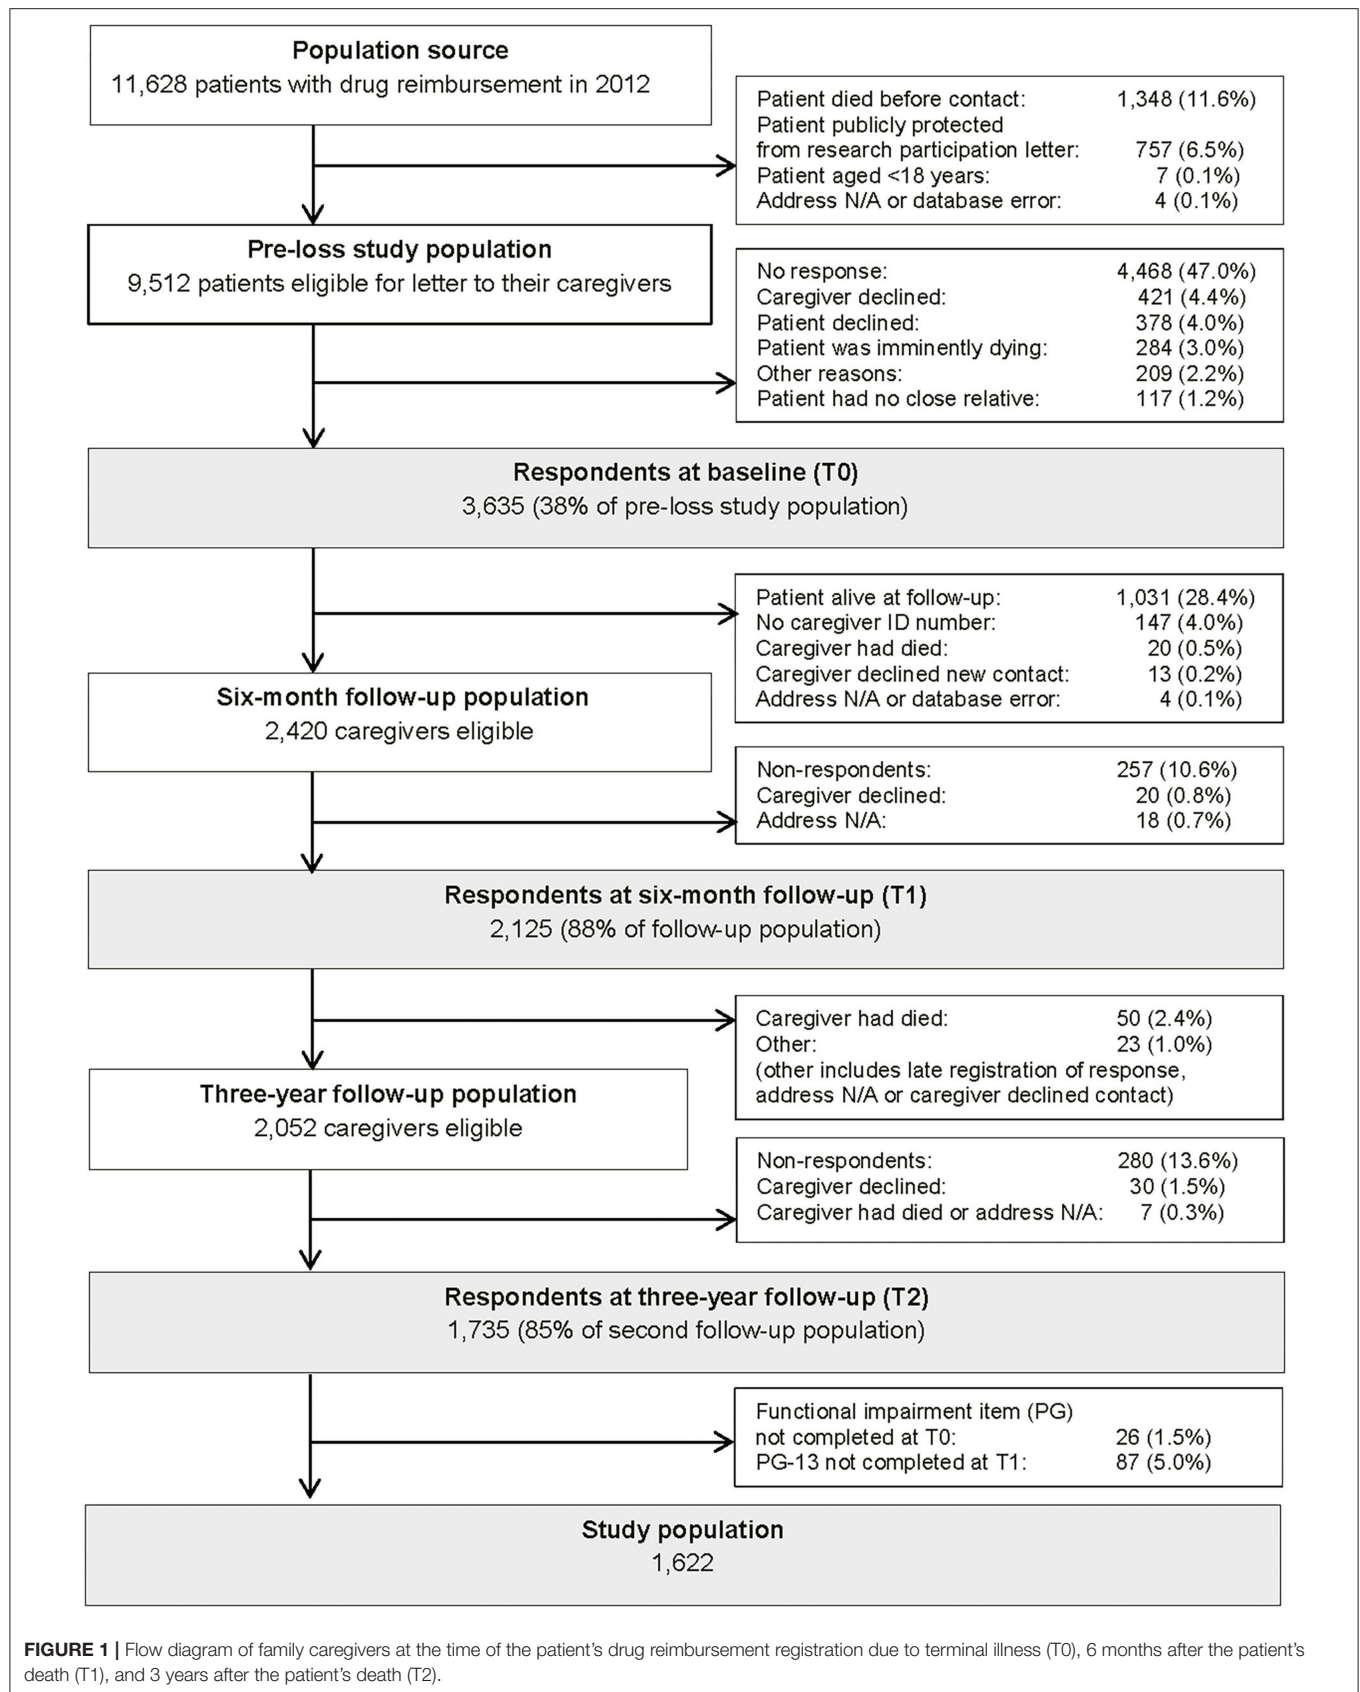 Population source
11,628 patients with drug reimbursement in 2012
Patient died before contact: 1,348 (11.6%)
Patient publicly protected
from research participation letter: 757 (6.5%)
Patient aged <18 years: 7 (0.1%)
Address N/A or database error: 4 (0.1%)
Pre-loss study population
9,512 patients eligible for letter to their caregivers
No response: 4,468 (47.0%)
Caregiver declined: 421 (4.4%)
Patient declined: 378 (4.0%)
Patient was imminently dying: 284 (3.0%)
Other reasons: 209 (2.2%)
Patient had no close relative: 117 (1.2%)
Respondents at baseline (T0)
3,635 (38% of pre-loss study population)
Patient alive at follow-up: 1,031 (28.4%)
No caregiver ID number: 147 (4.0%)
Caregiver had died: 20 (0.5%)
Caregiver declined new contact: 13 (0.2%)
Address N/A or database error: 4 (0.1%)
Six-month follow-up population
2,420 caregivers eligible
Non-respondents: 257 (10.6%)
Caregiver declined: 20 (0.8%)
Address N/A: 18 (0.7%)
Respondents at six-month follow-up (T1)
2,125 (88% of follow-up population)
Caregiver had died: 50 (2.4%)
Other: 23 (1.0%)
(other includes late registration of response,
address N/A or caregiver declined contact)
Three-year follow-up population
2,052 caregivers eligible
Non-respondents: 280 (13.6%)
Caregiver declined: 30 (1.5%)
Caregiver had died or address N/A: 7 (0.3%)
Respondents at three-year follow-up (T2)
1,735 (85% of second follow-up population)
Functional impairment item (PG)
not completed at T0: 26 (1.5%)
PG-13 not completed at T1: 87 (5.0%)
Study population
1,622
FIGURE 1 | Flow diagram of family caregivers at the time of the patient's drug reimbursement registration due to terminal illness (T0), 6 months after the patient's
death (T1), and 3 years after the patient's death (T2).